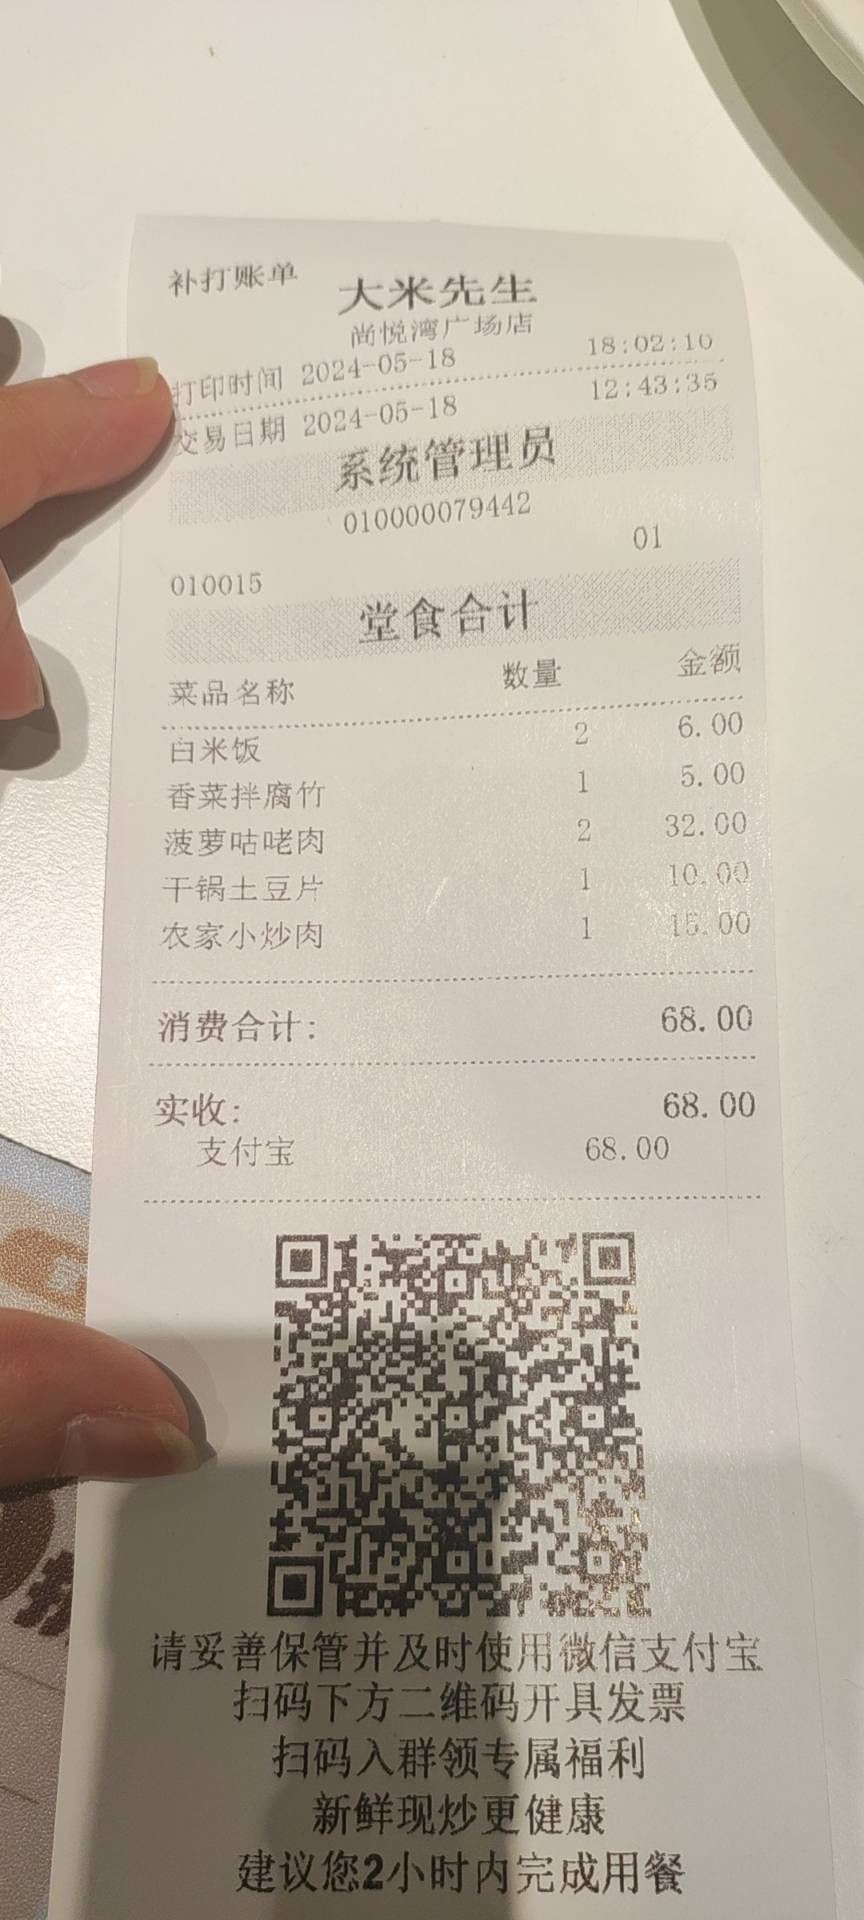 补打账单
大米先生
尚悦湾广场店
打印时间 2024-05-18 18:02:10
交易日期 2024-05-18 12:43:35
系统管理员
010000079442
01
010015
堂食合计
菜品名称 数量 金额
白米饭 2 6.00
香菜拌腐竹 1 5.00
菠萝咕咾肉 2 32.00
干锅土豆片 1 10.00
农家小炒肉 1 15.00
消费合计: 68.00
实收: 68.00
支付宝 68.00
请妥善保管并及时使用微信支付宝
扫码下方二维码开具发票
扫码入群领专属福利
新鲜现炒更健康
建议您2小时内完成用餐